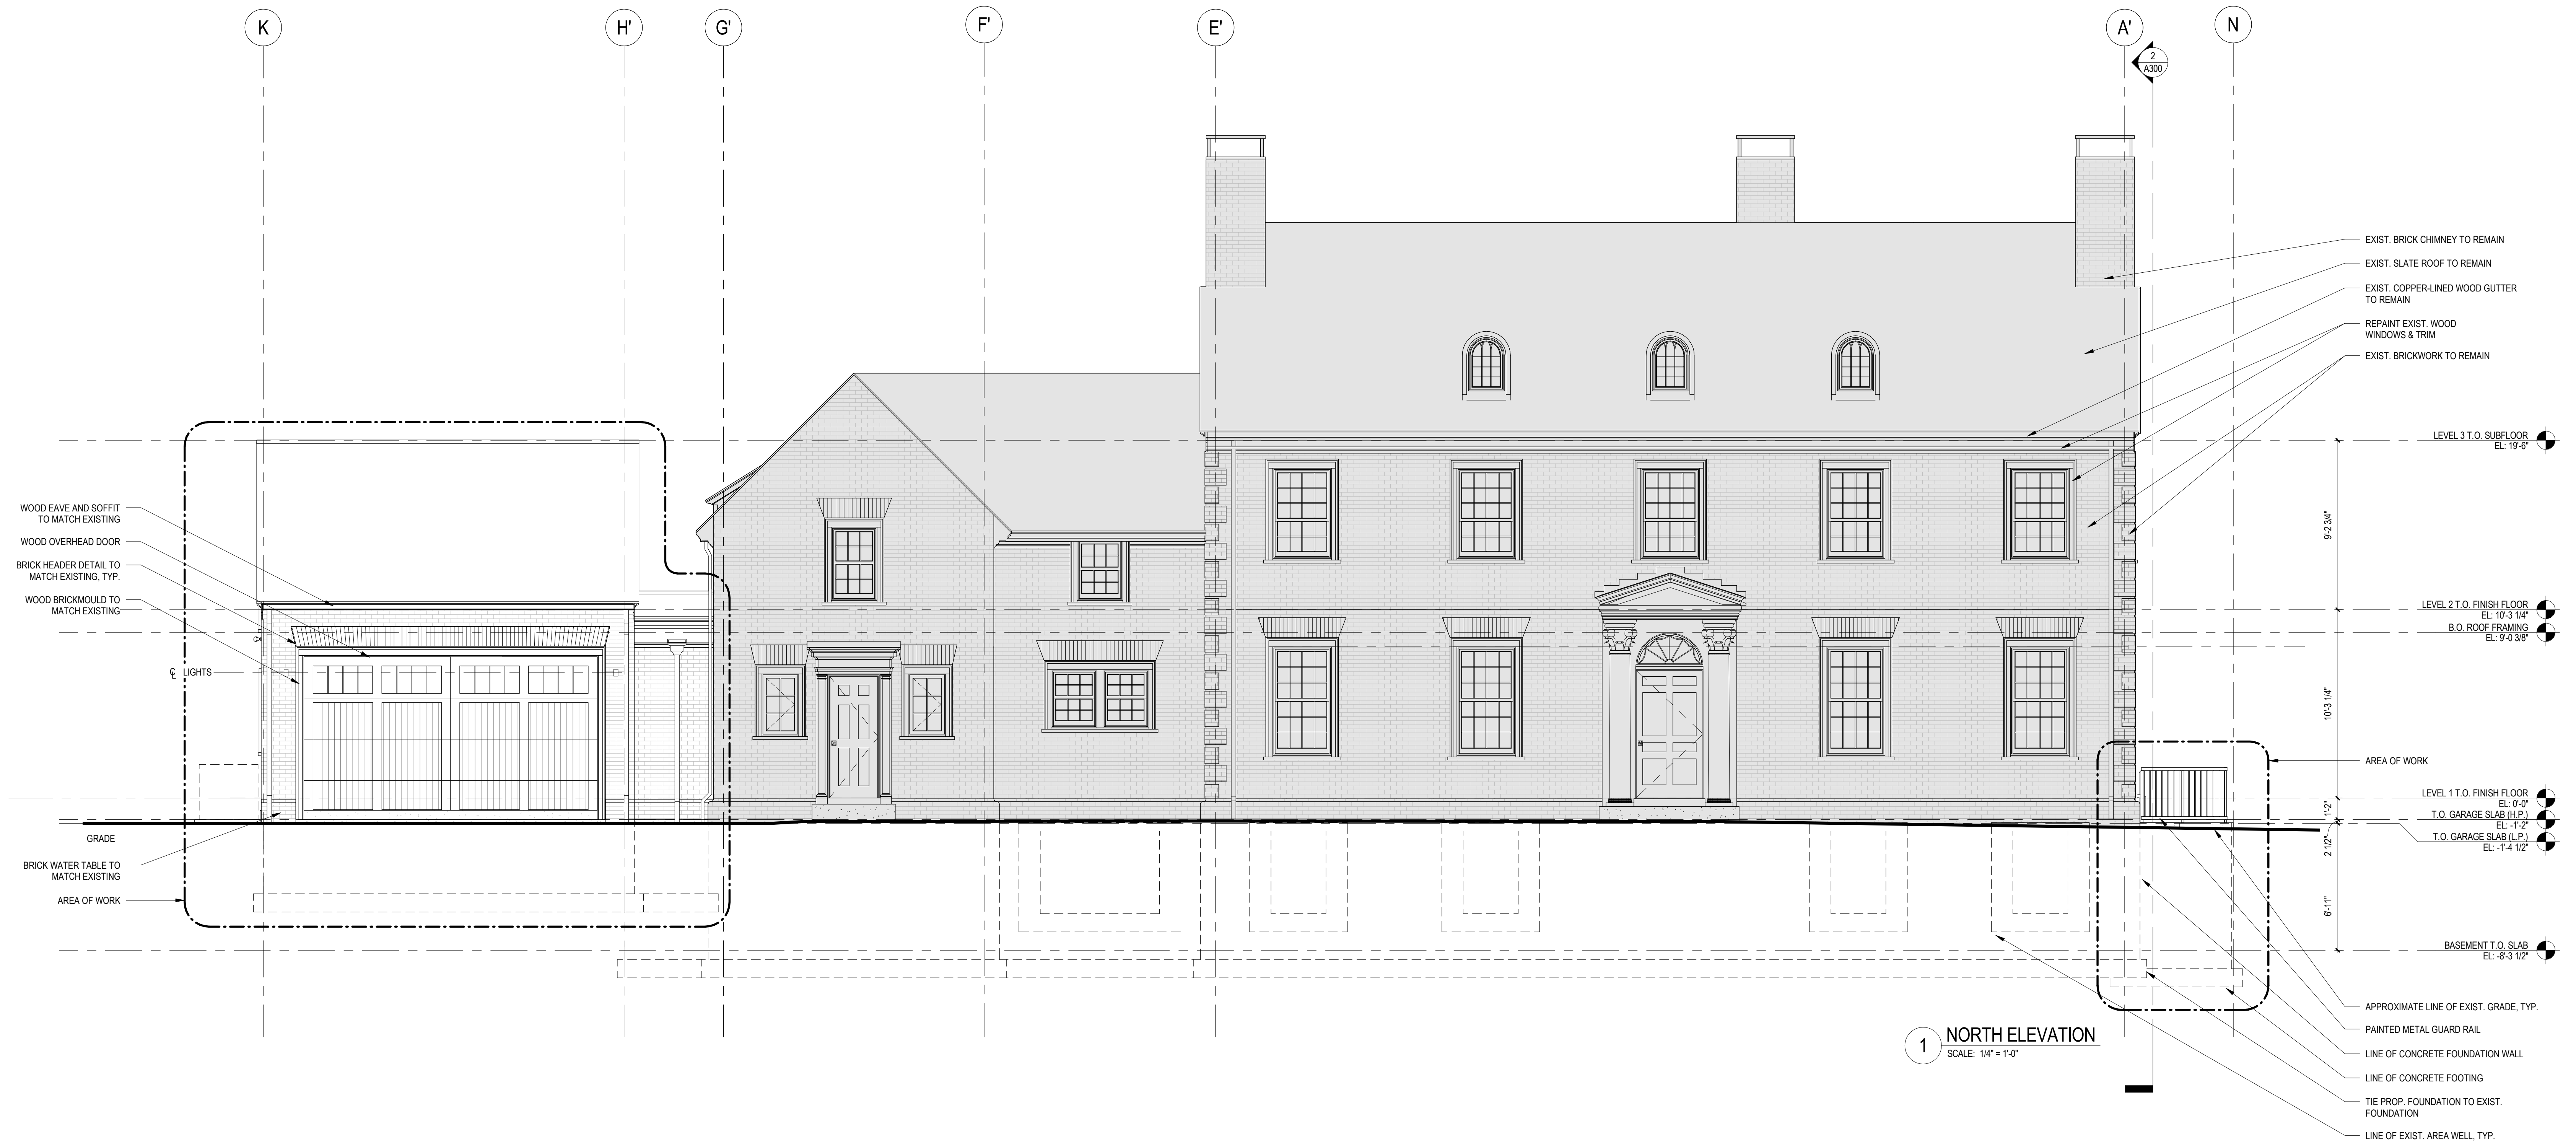 K
H'
G'
F'
E'
A'
N
2
A300
EXIST. BRICK CHIMNEY TO REMAIN
EXIST. SLATE ROOF TO REMAIN
EXIST. COPPER-LINED WOOD GUTTER
TO REMAIN
REPAINT EXIST. WOOD
WINDOWS & TRIM
EXIST. BRICKWORK TO REMAIN
LEVEL 3 T.O. SUBFLOOR
EL: 19'-6"
9'-2 3/4"
LEVEL 2 T.O. FINISH FLOOR
EL: 10'-3 1/4"
B.O. ROOF FRAMING
EL: 9'-0 3/8"
10'-3 1/4"
AREA OF WORK
LEVEL 1 T.O. FINISH FLOOR
EL: 0'-0"
1'-2"
T.O. GARAGE SLAB (H.P.)
EL: -1'-2"
T.O. GARAGE SLAB (L.P.)
EL: -1'-4 1/2"
2 1/2"
6'-11"
BASEMENT T.O. SLAB
EL: -8'-3 1/2"
WOOD EAVE AND SOFFIT
TO MATCH EXISTING
WOOD OVERHEAD DOOR
BRICK HEADER DETAIL TO
MATCH EXISTING, TYP.
WOOD BRICKMOULD TO
MATCH EXISTING
℄ LIGHTS
GRADE
BRICK WATER TABLE TO
MATCH EXISTING
AREA OF WORK
APPROXIMATE LINE OF EXIST. GRADE, TYP.
PAINTED METAL GUARD RAIL
LINE OF CONCRETE FOUNDATION WALL
LINE OF CONCRETE FOOTING
TIE PROP. FOUNDATION TO EXIST.
FOUNDATION
LINE OF EXIST. AREA WELL, TYP.
1
NORTH ELEVATION
SCALE: 1/4" = 1'-0"